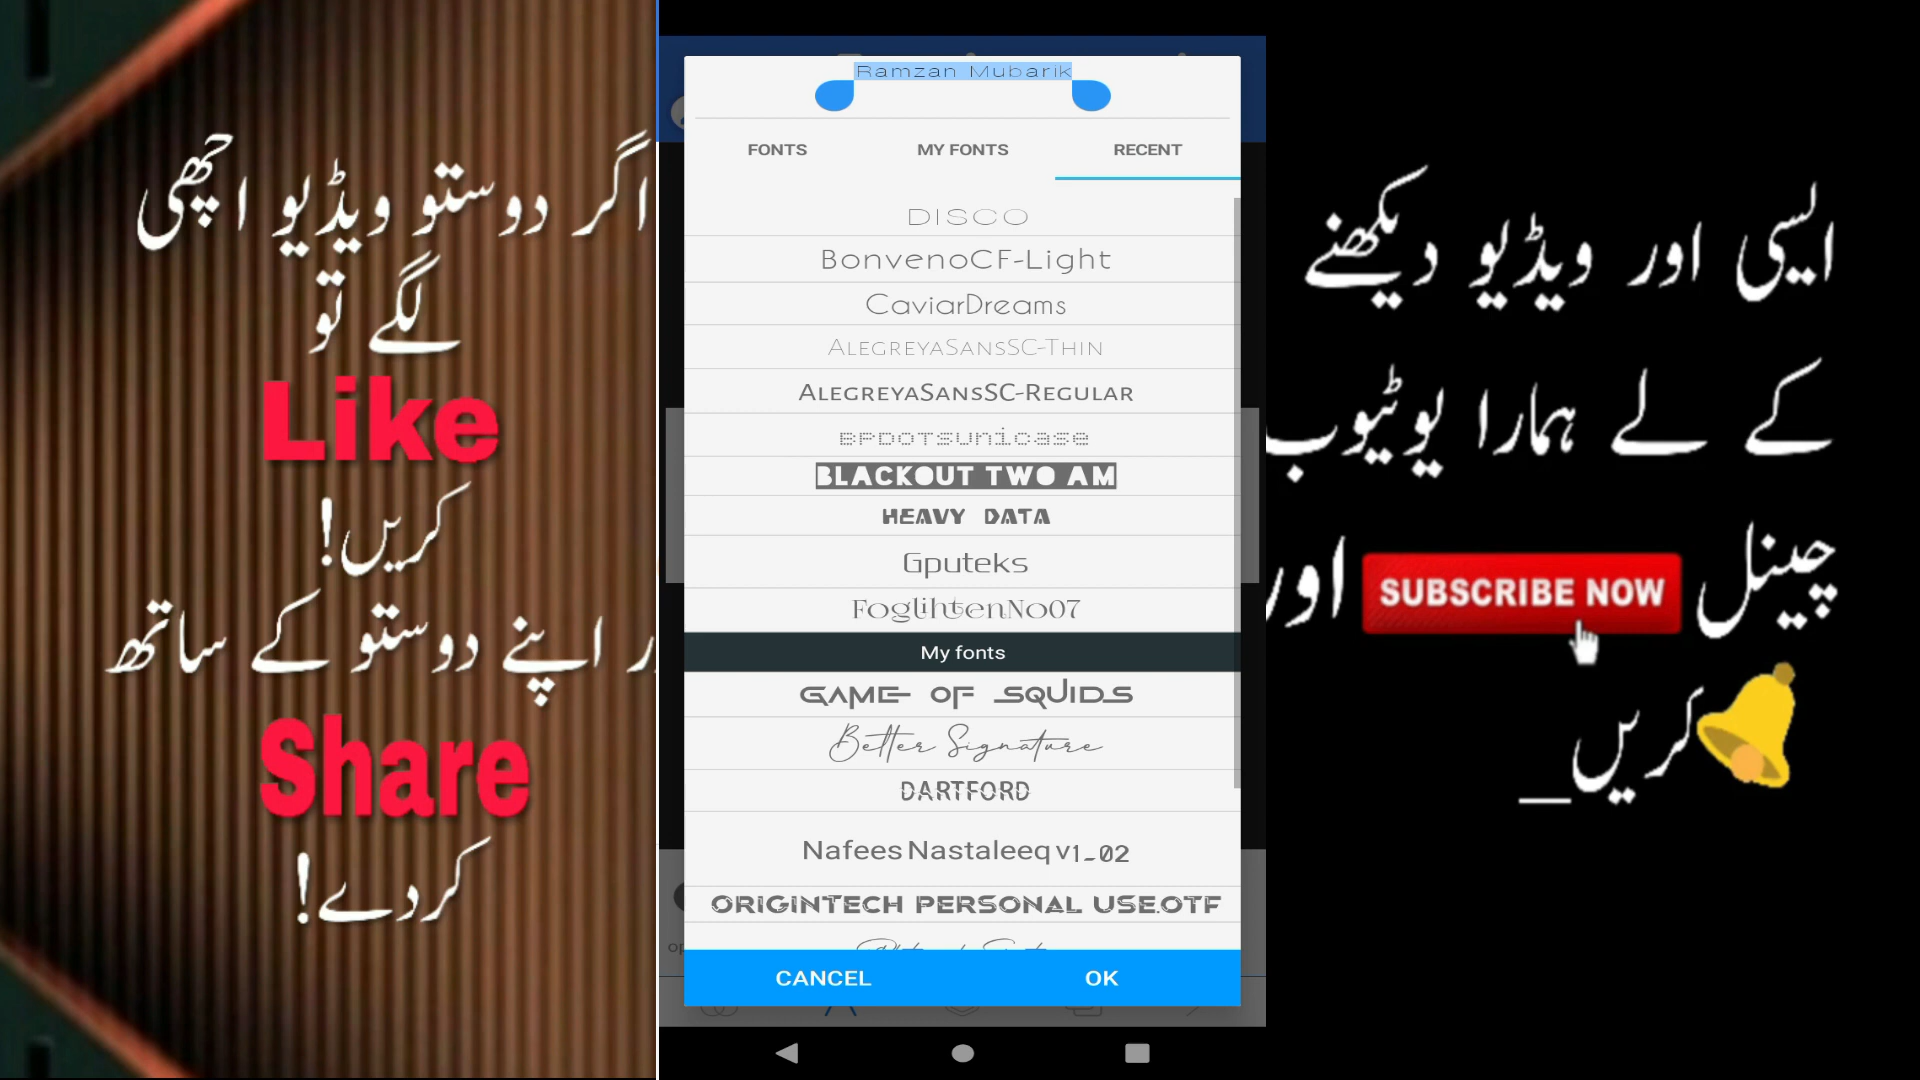 اگر دوستو ویڈیو اچھی
لگے تو
Like
کریں!
ر اپنے دوستو کے ساتھ
Share
کردے!
Ramzan Mubarik
FONTS
MY FONTS
RECENT
DISCO
BonvenoCF-Light
CaviarDreams
AlegreyaSansSC-Thin
AlegreyaSansSC-Regular
BPdotsUnicase
BLACKOUT TWO AM
HEAVY DATA
Gputeks
FoglihtenNo07
My fonts
GAME OF SQUIDS
Better Signature
DARTFORD
Nafees Nastaleeq v1_02
ORIGINTECH PERSONAL USE.OTF
CANCEL
OK
ایسی اور ویڈیو دیکھنے
کے لے ہمارا یوٹیوب
چینل SUBSCRIBE NOW اور
کریں_